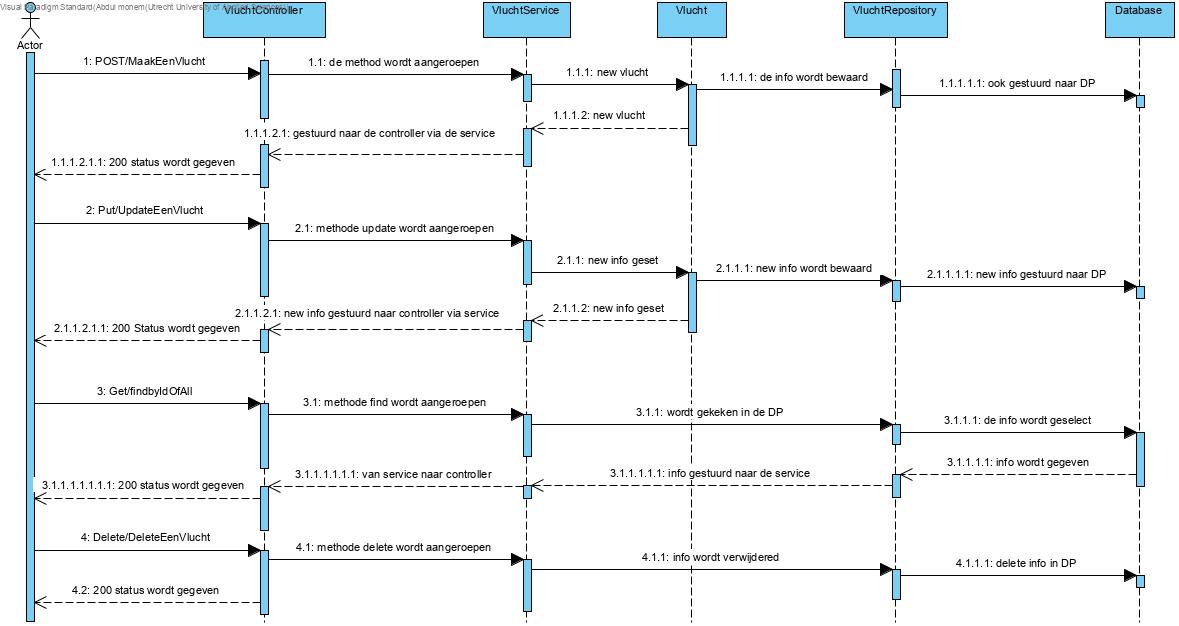 Visual Paradigm Standard(Abdul monem(Utrecht University of
VluchtController
VluchtService
Vlucht
VluchtRepository
Database
Actor
1: POST/MaakEenVlucht
1.1: de method wordt aangeroepen
1.1.1: new vlucht
1.1.1.1: de info wordt bewaard
1.1.1.1.1: ook gestuurd naar DP
1.1.1.2: new vlucht
1.1.1.2.1: gestuurd naar de controller via de service
1.1.1.2.1.1: 200 status wordt gegeven
2: Put/UpdateEenVlucht
2.1: methode update wordt aangeroepen
2.1.1: new info geset
2.1.1.1: new info wordt bewaard
2.1.1.1.1: new info gestuurd naar DP
2.1.1.2: new info geset
2.1.1.2.1: new info gestuurd naar controller via service
2.1.1.2.1.1: 200 Status wordt gegeven
3: Get/findbyIdOfAll
3.1: methode find wordt aangeroepen
3.1.1: wordt gekeken in de DP
3.1.1.1: de info wordt geselect
3.1.1.1.1: info wordt gegeven
3.1.1.1.1.1: info gestuurd naar de service
3.1.1.1.1.1.1: van service naar controller
3.1.1.1.1.1.1.1: 200 status wordt gegeven
4: Delete/DeleteEenVlucht
4.1: methode delete wordt aangeroepen
4.1.1: info wordt verwijdered
4.1.1.1: delete info in DP
4.2: 200 status wordt gegeven